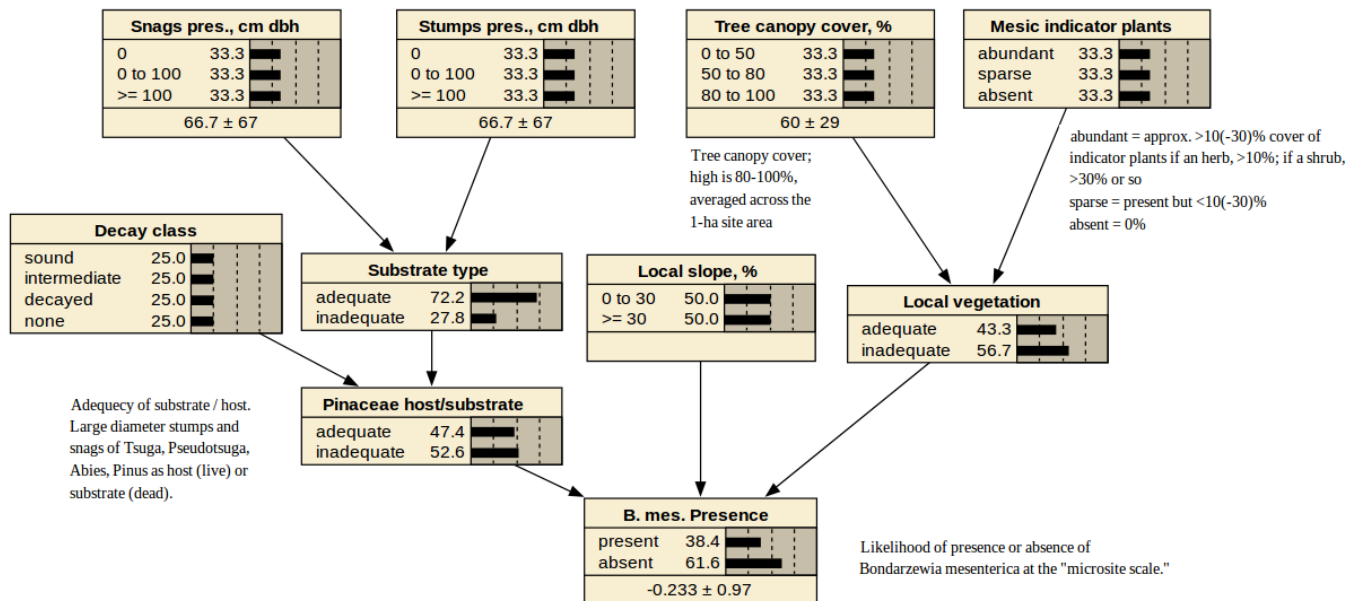 Snags pres., cm dbh
0 33.3
0 to 100 33.3
>= 100 33.3
66.7 ± 67
Stumps pres., cm dbh
0 33.3
0 to 100 33.3
>= 100 33.3
66.7 ± 67
Tree canopy cover, %
0 to 50 33.3
50 to 80 33.3
80 to 100 33.3
60 ± 29
Mesic indicator plants
abundant 33.3
sparse 33.3
absent 33.3
Tree canopy cover;
high is 80-100%,
averaged across the
1-ha site area
abundant = approx. >10(-30)% cover of
indicator plants if an herb, >10%; if a shrub,
>30% or so
sparse = present but <10(-30)%
absent = 0%
Decay class
sound 25.0
intermediate 25.0
decayed 25.0
none 25.0
Substrate type
adequate 72.2
inadequate 27.8
Local slope, %
0 to 30 50.0
>= 30 50.0
Local vegetation
adequate 43.3
inadequate 56.7
Adequecy of substrate / host.
Large diameter stumps and
snags of Tsuga, Pseudotsuga,
Abies, Pinus as host (live) or
substrate (dead).
Pinaceae host/substrate
adequate 47.4
inadequate 52.6
B. mes. Presence
present 38.4
absent 61.6
-0.233 ± 0.97
Likelihood of presence or absence of
Bondarzewia mesenterica at the "microsite scale."